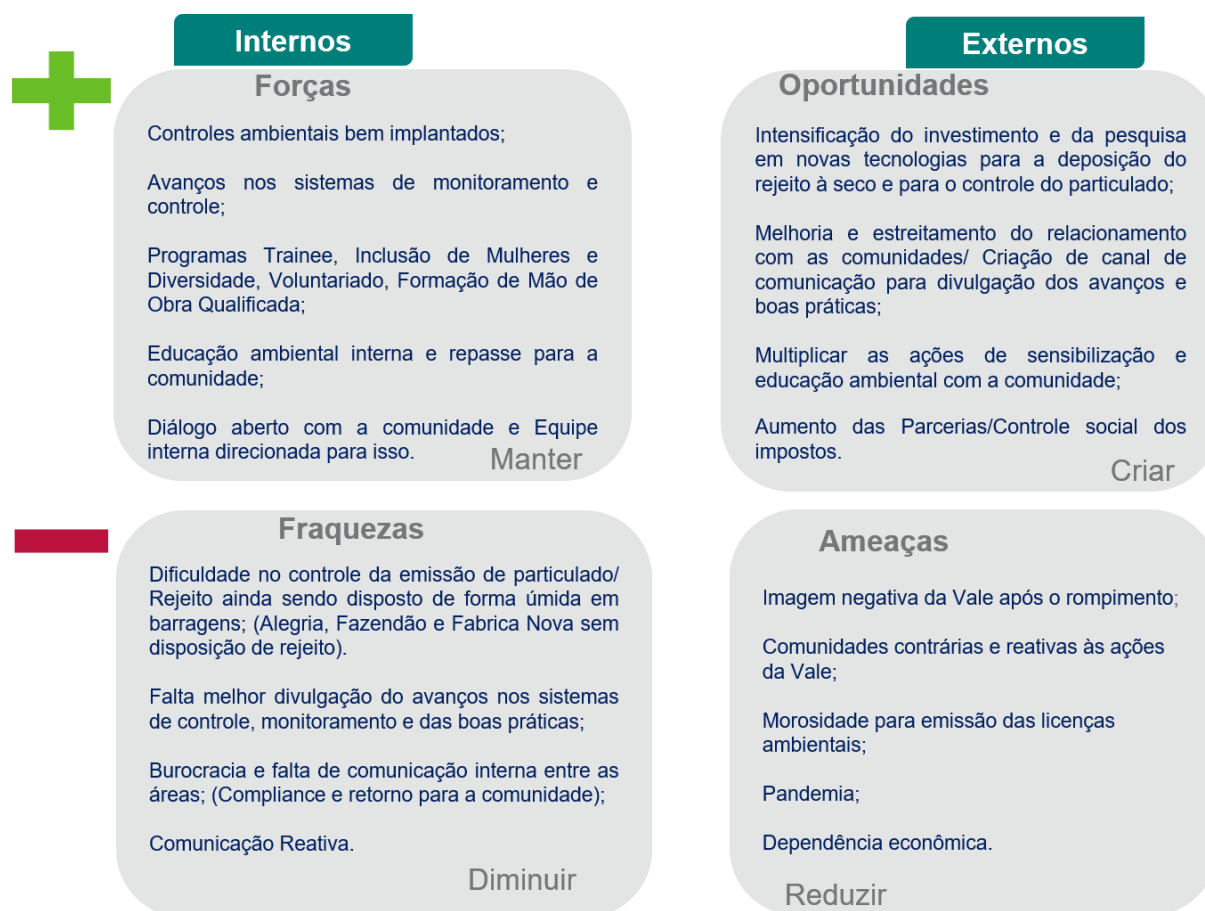 Internos
Forças
Controles ambientais bem implantados;
Avanços nos sistemas de monitoramento e
controle;
Programas Trainee, Inclusão de Mulheres e
Diversidade, Voluntariado, Formação de Mão de
Obra Qualificada;
Educação ambiental interna e repasse para a
comunidade;
Diálogo aberto com a comunidade e Equipe
interna direcionada para isso.
Manter
Externos
Oportunidades
Intensificação do investimento e da pesquisa
em novas tecnologias para a deposição do
rejeito à seco e para o controle do particulado;
Melhoria e estreitamento do relacionamento
com as comunidades/ Criação de canal de
comunicação para divulgação dos avanços e
boas práticas;
Multiplicar as ações de sensibilização e
educação ambiental com a comunidade;
Aumento das Parcerias/Controle social dos
impostos.
Criar
Fraquezas
Dificuldade no controle da emissão de particulado/
Rejeito ainda sendo disposto de forma úmida em
barragens; (Alegria, Fazendão e Fabrica Nova sem
disposição de rejeito).
Falta melhor divulgação do avanços nos sistemas
de controle, monitoramento e das boas práticas;
Burocracia e falta de comunicação interna entre as
áreas; (Compliance e retorno para a comunidade);
Comunicação Reativa.
Diminuir
Ameaças
Imagem negativa da Vale após o rompimento;
Comunidades contrárias e reativas às ações
da Vale;
Morosidade para emissão das licenças
ambientais;
Pandemia;
Dependência econômica.
Reduzir